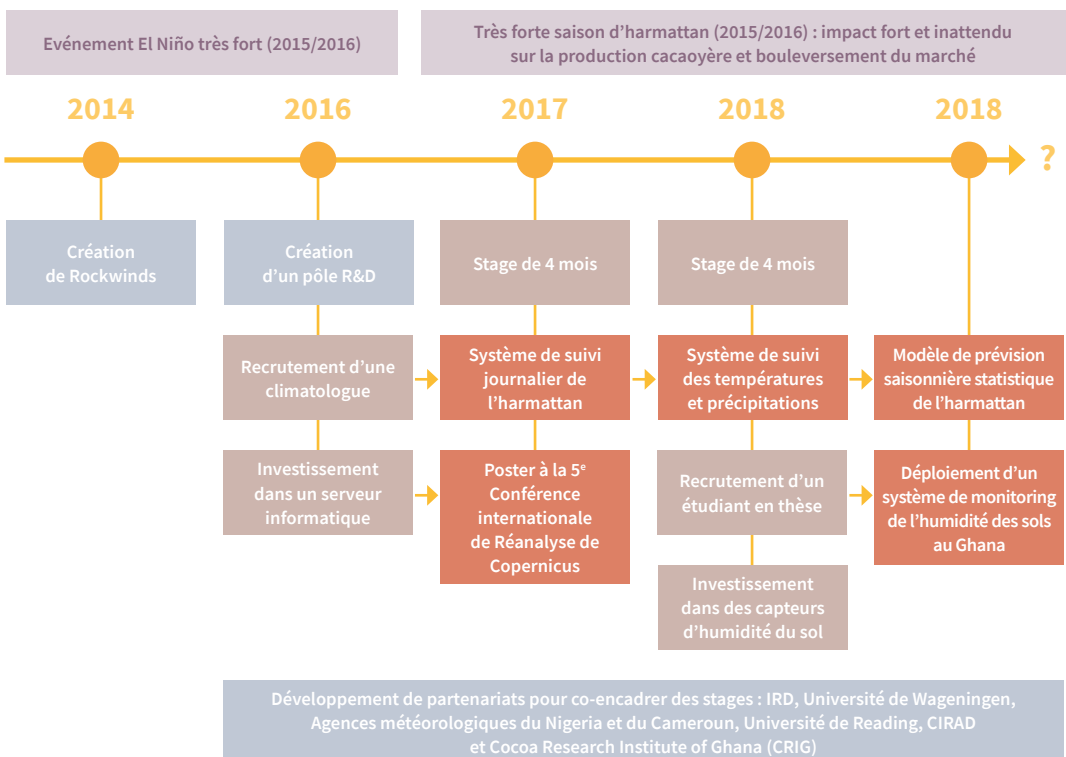 Evénement El Niño très fort (2015/2016)
Très forte saison d’harmattan (2015/2016) : impact fort et inattendu
sur la production cacaoyère et bouleversement du marché
2014
2016
2017
2018
2018
?
Création
de Rockwinds
Création
d’un pôle R&D
Stage de 4 mois
Stage de 4 mois
Recrutement d’une
climatologue
Système de suivi
journalier de
l’harmattan
Système de suivi
des températures
et précipitations
Modèle de prévision
saisonnière statistique
de l’harmattan
Investissement
dans un serveur
informatique
Poster à la 5e
Conférence
internationale
de Réanalyse de
Copernicus
Recrutement d’un
étudiant en thèse
Déploiement d’un
système de monitoring
de l’humidité des sols
au Ghana
Investissement
dans des capteurs
d’humidité du sol
Développement de partenariats pour co-encadrer des stages : IRD, Université de Wageningen,
Agences météorologiques du Nigeria et du Cameroun, Université de Reading, CIRAD
et Cocoa Research Institute of Ghana (CRIG)